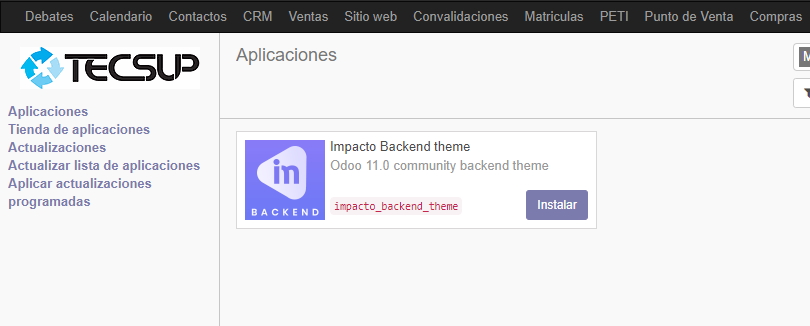 Debates Calendario Contactos CRM Ventas Sitio web Convalidaciones Matriculas PETI Punto de Venta Compras
TECSUP
Aplicaciones
Tienda de aplicaciones
Actualizaciones
Actualizar lista de aplicaciones
Aplicar actualizaciones
programadas
Aplicaciones
in
BACKEND
Impacto Backend theme
Odoo 11.0 community backend theme
impacto_backend_theme
Instalar